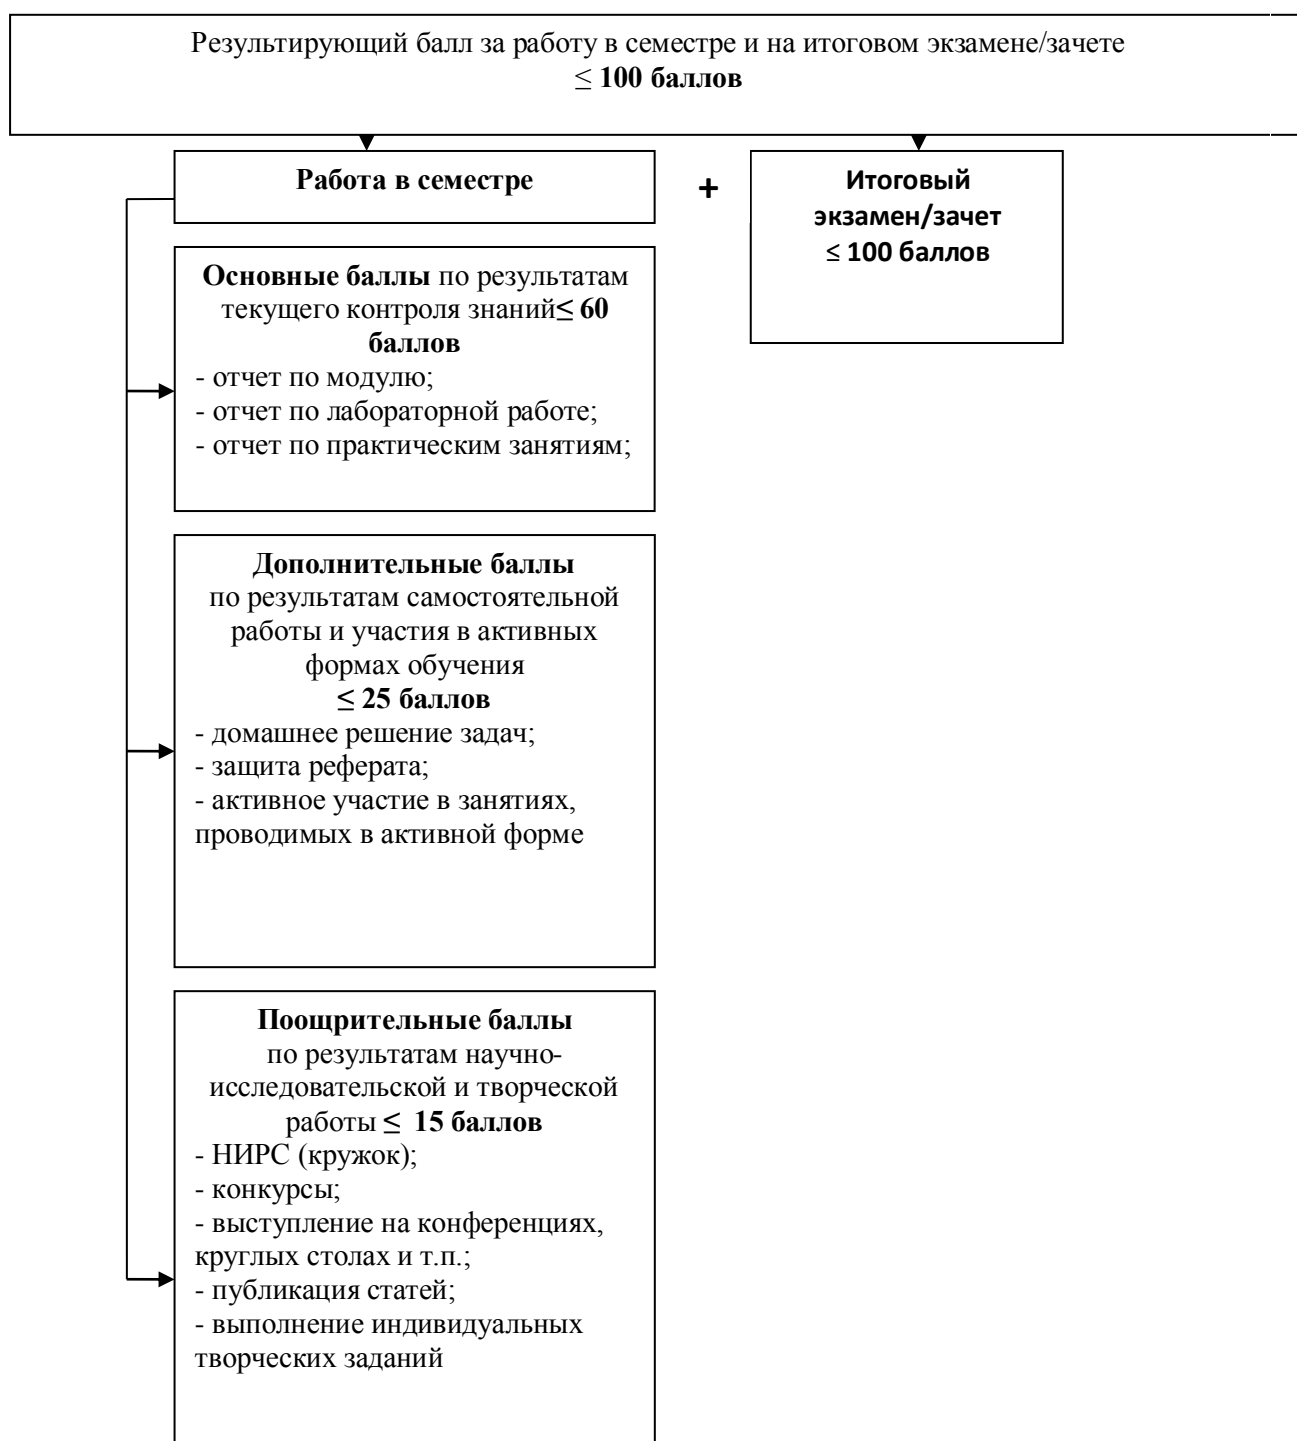 Результирующий балл за работу в семестре и на итоговом экзамене/зачете
≤ 100 баллов
Работа в семестре
+
Итоговый
экзамен/зачет
≤ 100 баллов
Основные баллы по результатам
текущего контроля знаний≤ 60
баллов
- отчет по модулю;
- отчет по лабораторной работе;
- отчет по практическим занятиям;
Дополнительные баллы
по результатам самостоятельной
работы и участия в активных
формах обучения
≤ 25 баллов
- домашнее решение задач;
- защита реферата;
- активное участие в занятиях,
проводимых в активной форме
Поощрительные баллы
по результатам научно-
исследовательской и творческой
работы ≤ 15 баллов
- НИРС (кружок);
- конкурсы;
- выступление на конференциях,
круглых столах и т.п.;
- публикация статей;
- выполнение индивидуальных
творческих заданий